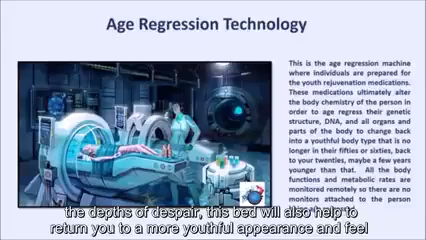 Age Regression Technology
This is the age regression machine
where individuals are prepared for
the youth rejuvenation medications.
These medications ultimately alter
the body chemistry of the person in
order to age regress their genetic
structure, DNA, and all organs and
parts of the body to change back
into a youthful body type that is no
longer in their fifties or sixties, back
to your twenties, maybe a few years
younger than that. All the body
functions and metabolic rates are
monitored remotely so there are no
monitors attached to the person
the depths of despair, this bed will also help to
return you to a more youthful appearance and feel